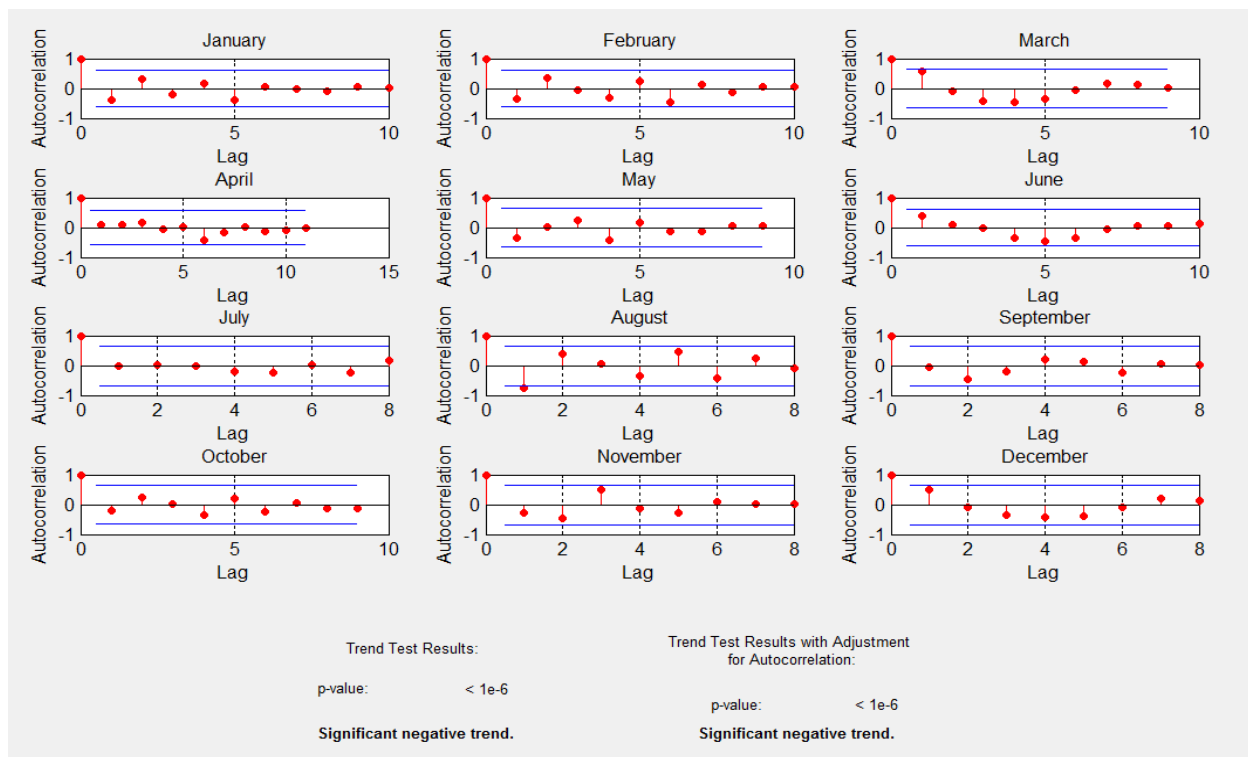 January
Autocorrelation
1
0
-1
0
5
10
Lag
February
Autocorrelation
1
0
-1
0
5
10
Lag
March
Autocorrelation
1
0
-1
0
5
10
Lag
April
Autocorrelation
1
0
-1
0
5
10
15
Lag
May
Autocorrelation
1
0
-1
0
5
10
Lag
June
Autocorrelation
1
0
-1
0
5
10
Lag
July
Autocorrelation
1
0
-1
0
2
4
6
8
Lag
August
Autocorrelation
1
0
-1
0
2
4
6
8
Lag
September
Autocorrelation
1
0
-1
0
2
4
6
8
Lag
October
Autocorrelation
1
0
-1
0
5
10
Lag
November
Autocorrelation
1
0
-1
0
2
4
6
8
Lag
December
Autocorrelation
1
0
-1
0
2
4
6
8
Lag
Trend Test Results:
p-value: < 1e-6
Significant negative trend.
Trend Test Results with Adjustment
for Autocorrelation:
p-value: < 1e-6
Significant negative trend.